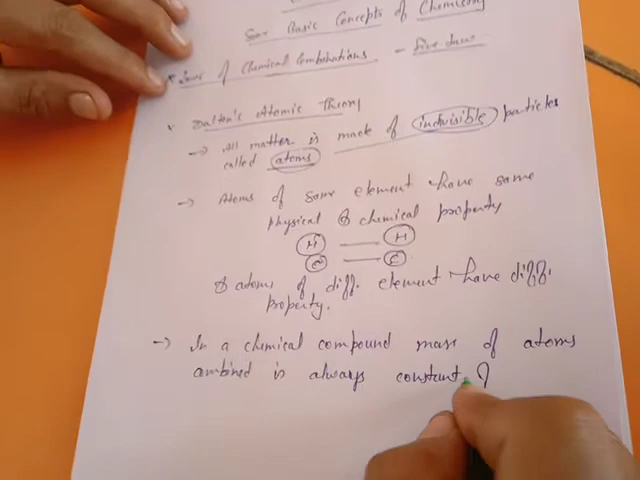 Some Basic Concepts of Chemistry
* Laws of Chemical Combinations - Five laws
* Dalton's Atomic Theory
→ All matter is made of indivisible particles
called atoms
→ Atoms of same element have same
physical & chemical property
H — H
C — C
& atoms of diff. element have diff.
property.
→ In a chemical compound mass of atoms
ambined is always constant.